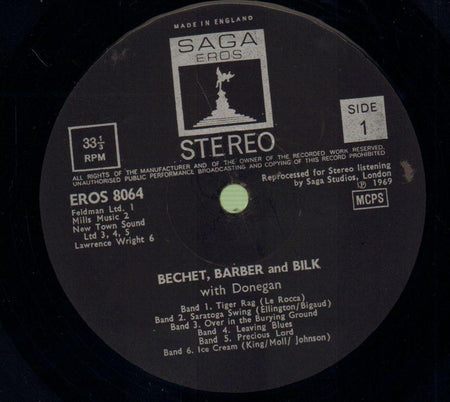 MADE IN ENGLAND
SAGA
EROS
STEREO
33 1/3
RPM
SIDE
1
ALL RIGHTS OF THE MANUFACTURER AND OF THE OWNER OF THE RECORDED WORK RESERVED,
UNAUTHORISED PUBLIC PERFORMANCE BROADCASTING AND COPYING OF THIS RECORD PROHIBITED
EROS 8064
Feldman Ltd. 1
Mills Music 2
New Town Sound
Ltd 3, 4, 5
Lawrence Wright 6
Reprocessed for Stereo listening
by Saga Studios, London
Ⓟ 1969
MCPS
BECHET, BARBER and BILK
with Donegan
Band 1. Tiger Rag (Le Rocca)
Band 2. Saratoga Swing (Ellington/Bigaud)
Band 3. Over in the Burying Ground
Band 4. Leaving Blues
Band 5. Precious Lord
Band 6. Ice Cream (King/Moll/ Johnson)